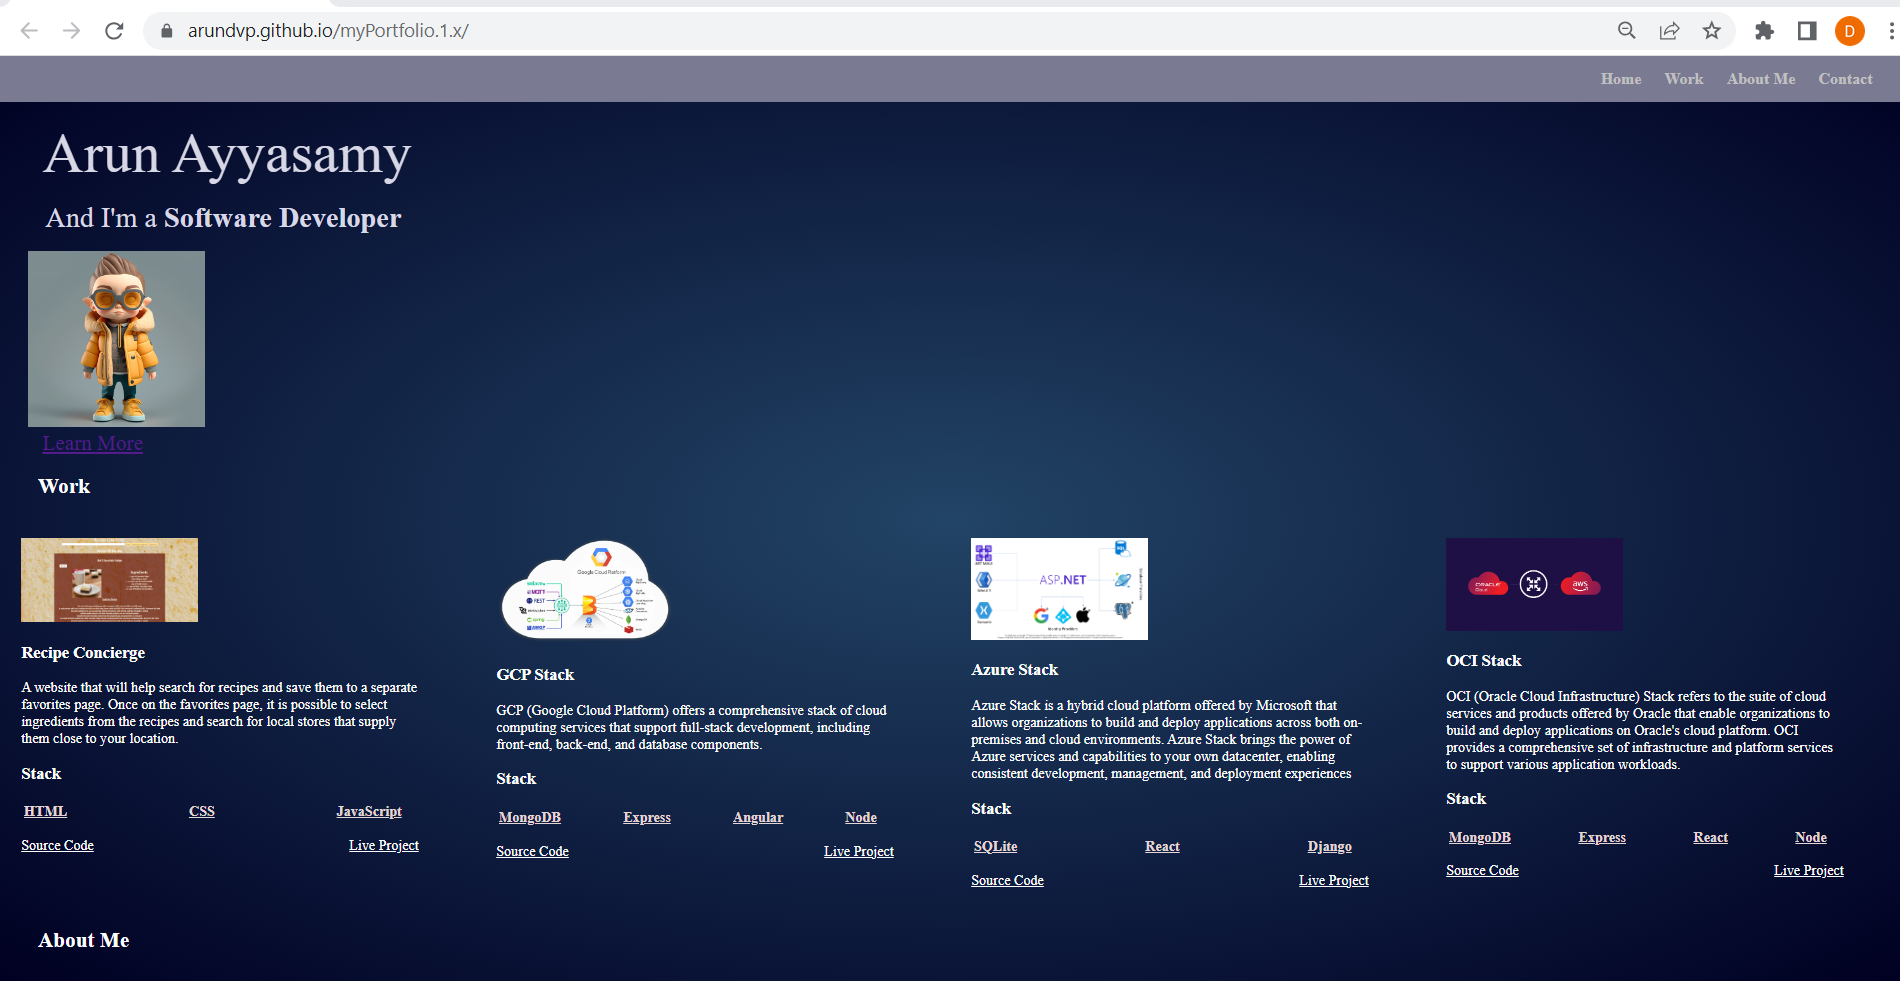 arundvp.github.io/myPortfolio.1.x/
D
Home Work About Me Contact
Arun Ayyasamy
And I'm a Software Developer
Learn More
Work
Recipe Concierge
A website that will help search for recipes and save them to a separate
favorites page. Once on the favorites page, it is possible to select
ingredients from the recipes and search for local stores that supply
them close to your location.
Stack
HTML CSS JavaScript
Source Code Live Project
Google Cloud Platform
GCP Stack
GCP (Google Cloud Platform) offers a comprehensive stack of cloud
computing services that support full-stack development, including
front-end, back-end, and database components.
Stack
MongoDB Express Angular Node
Source Code Live Project
ASP.NET
Azure Stack
Azure Stack is a hybrid cloud platform offered by Microsoft that
allows organizations to build and deploy applications across both on-
premises and cloud environments. Azure Stack brings the power of
Azure services and capabilities to your own datacenter, enabling
consistent development, management, and deployment experiences
Stack
SQLite React Django
Source Code Live Project
ORACLE
Cloud
aws
OCI Stack
OCI (Oracle Cloud Infrastructure) Stack refers to the suite of cloud
services and products offered by Oracle that enable organizations to
build and deploy applications on Oracle's cloud platform. OCI
provides a comprehensive set of infrastructure and platform services
to support various application workloads.
Stack
MongoDB Express React Node
Source Code Live Project
About Me